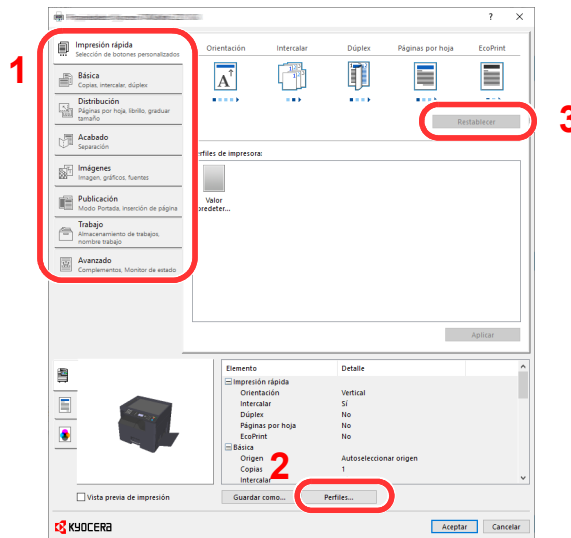 ?
1
Impresión rápida
Selección de botones personalizados
Básica
Copias, intercalar, dúplex
Distribución
Páginas por hoja, librillo, graduar
tamaño
Acabado
Separación
Imágenes
Imagen, gráficos, fuentes
Publicación
Modo Portada, inserción de página
Trabajo
Almacenamiento de trabajos,
nombre trabajo
Avanzado
Complementos, Monitor de estado
Orientación Intercalar Dúplex Páginas por hoja EcoPrint
A
Restablecer
3
erfiles de impresora:
Valor
predeter...
Aplicar
Elemento Detalle
Impresión rápida
Orientación Vertical
Intercalar Sí
Dúplex No
Páginas por hoja No
EcoPrint No
Básica
Origen Autoseleccionar origen
Copias 1
Intercalar
2
Vista previa de impresión
Guardar como...
Perfiles...
KYOCERA
Aceptar
Cancelar